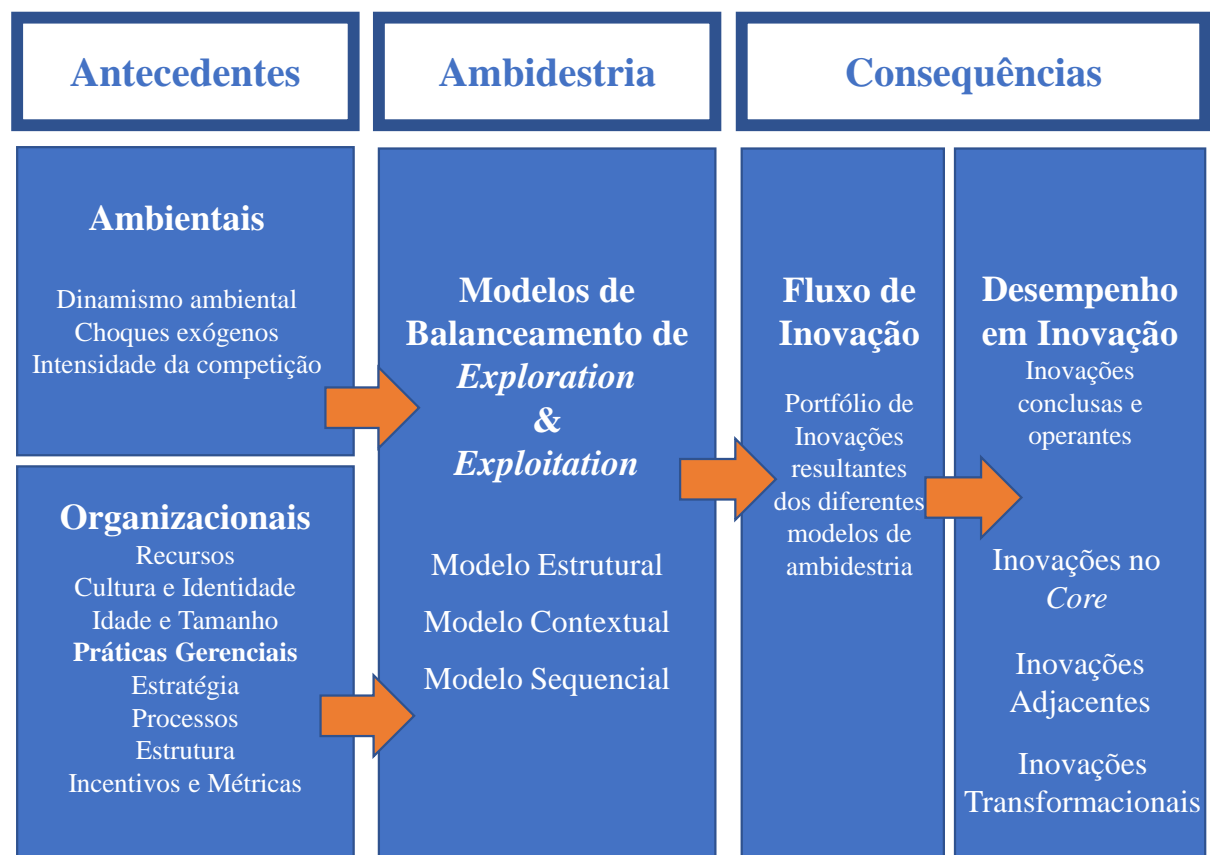 Antecedentes
Ambidestria
Consequências
Ambientais
Dinamismo ambiental
Choques exógenos
Intensidade da competição
Organizacionais
Recursos
Cultura e Identidade
Idade e Tamanho
Práticas Gerenciais
Estratégia
Processos
Estrutura
Incentivos e Métricas
Modelos de
Balanceamento de
Exploration
&
Exploitation
Modelo Estrutural
Modelo Contextual
Modelo Sequencial
Fluxo de
Inovação
Portfólio de
Inovações
resultantes
dos diferentes
modelos de
ambidestria
Desempenho
em Inovação
Inovações
conclusas e
operantes
Inovações no
Core
Inovações
Adjacentes
Inovações
Transformacionais